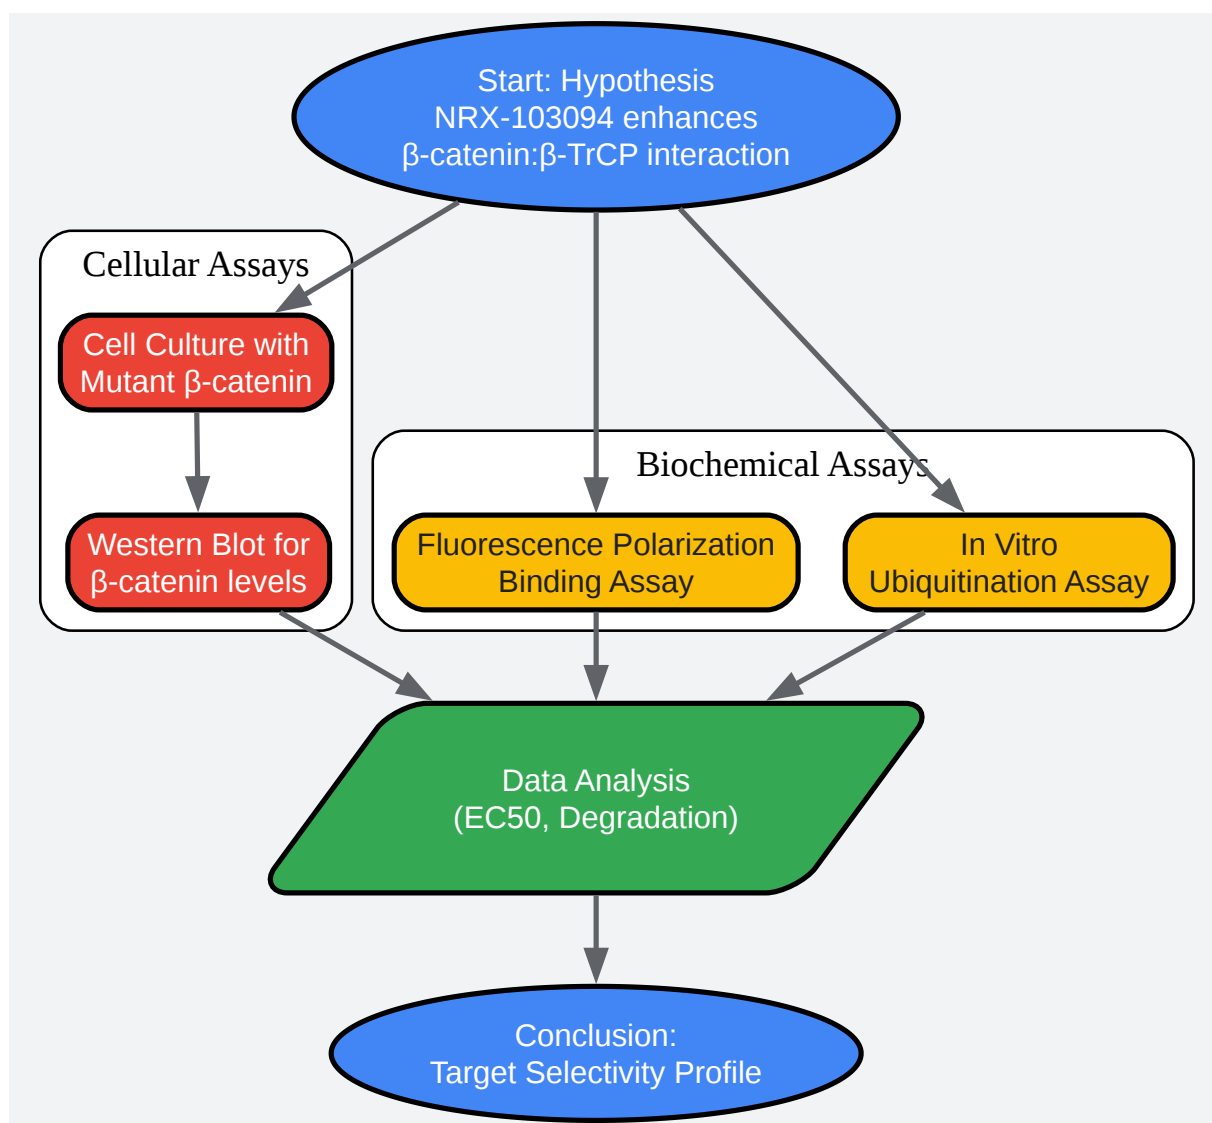 Start: Hypothesis
NRX-103094 enhances
β-catenin:β-TrCP interaction
Cellular Assays
Cell Culture with
Mutant β-catenin
Western Blot for
β-catenin levels
Biochemical Assays
Fluorescence Polarization
Binding Assay
In Vitro
Ubiquitination Assay
Data Analysis
(EC50, Degradation)
Conclusion:
Target Selectivity Profile